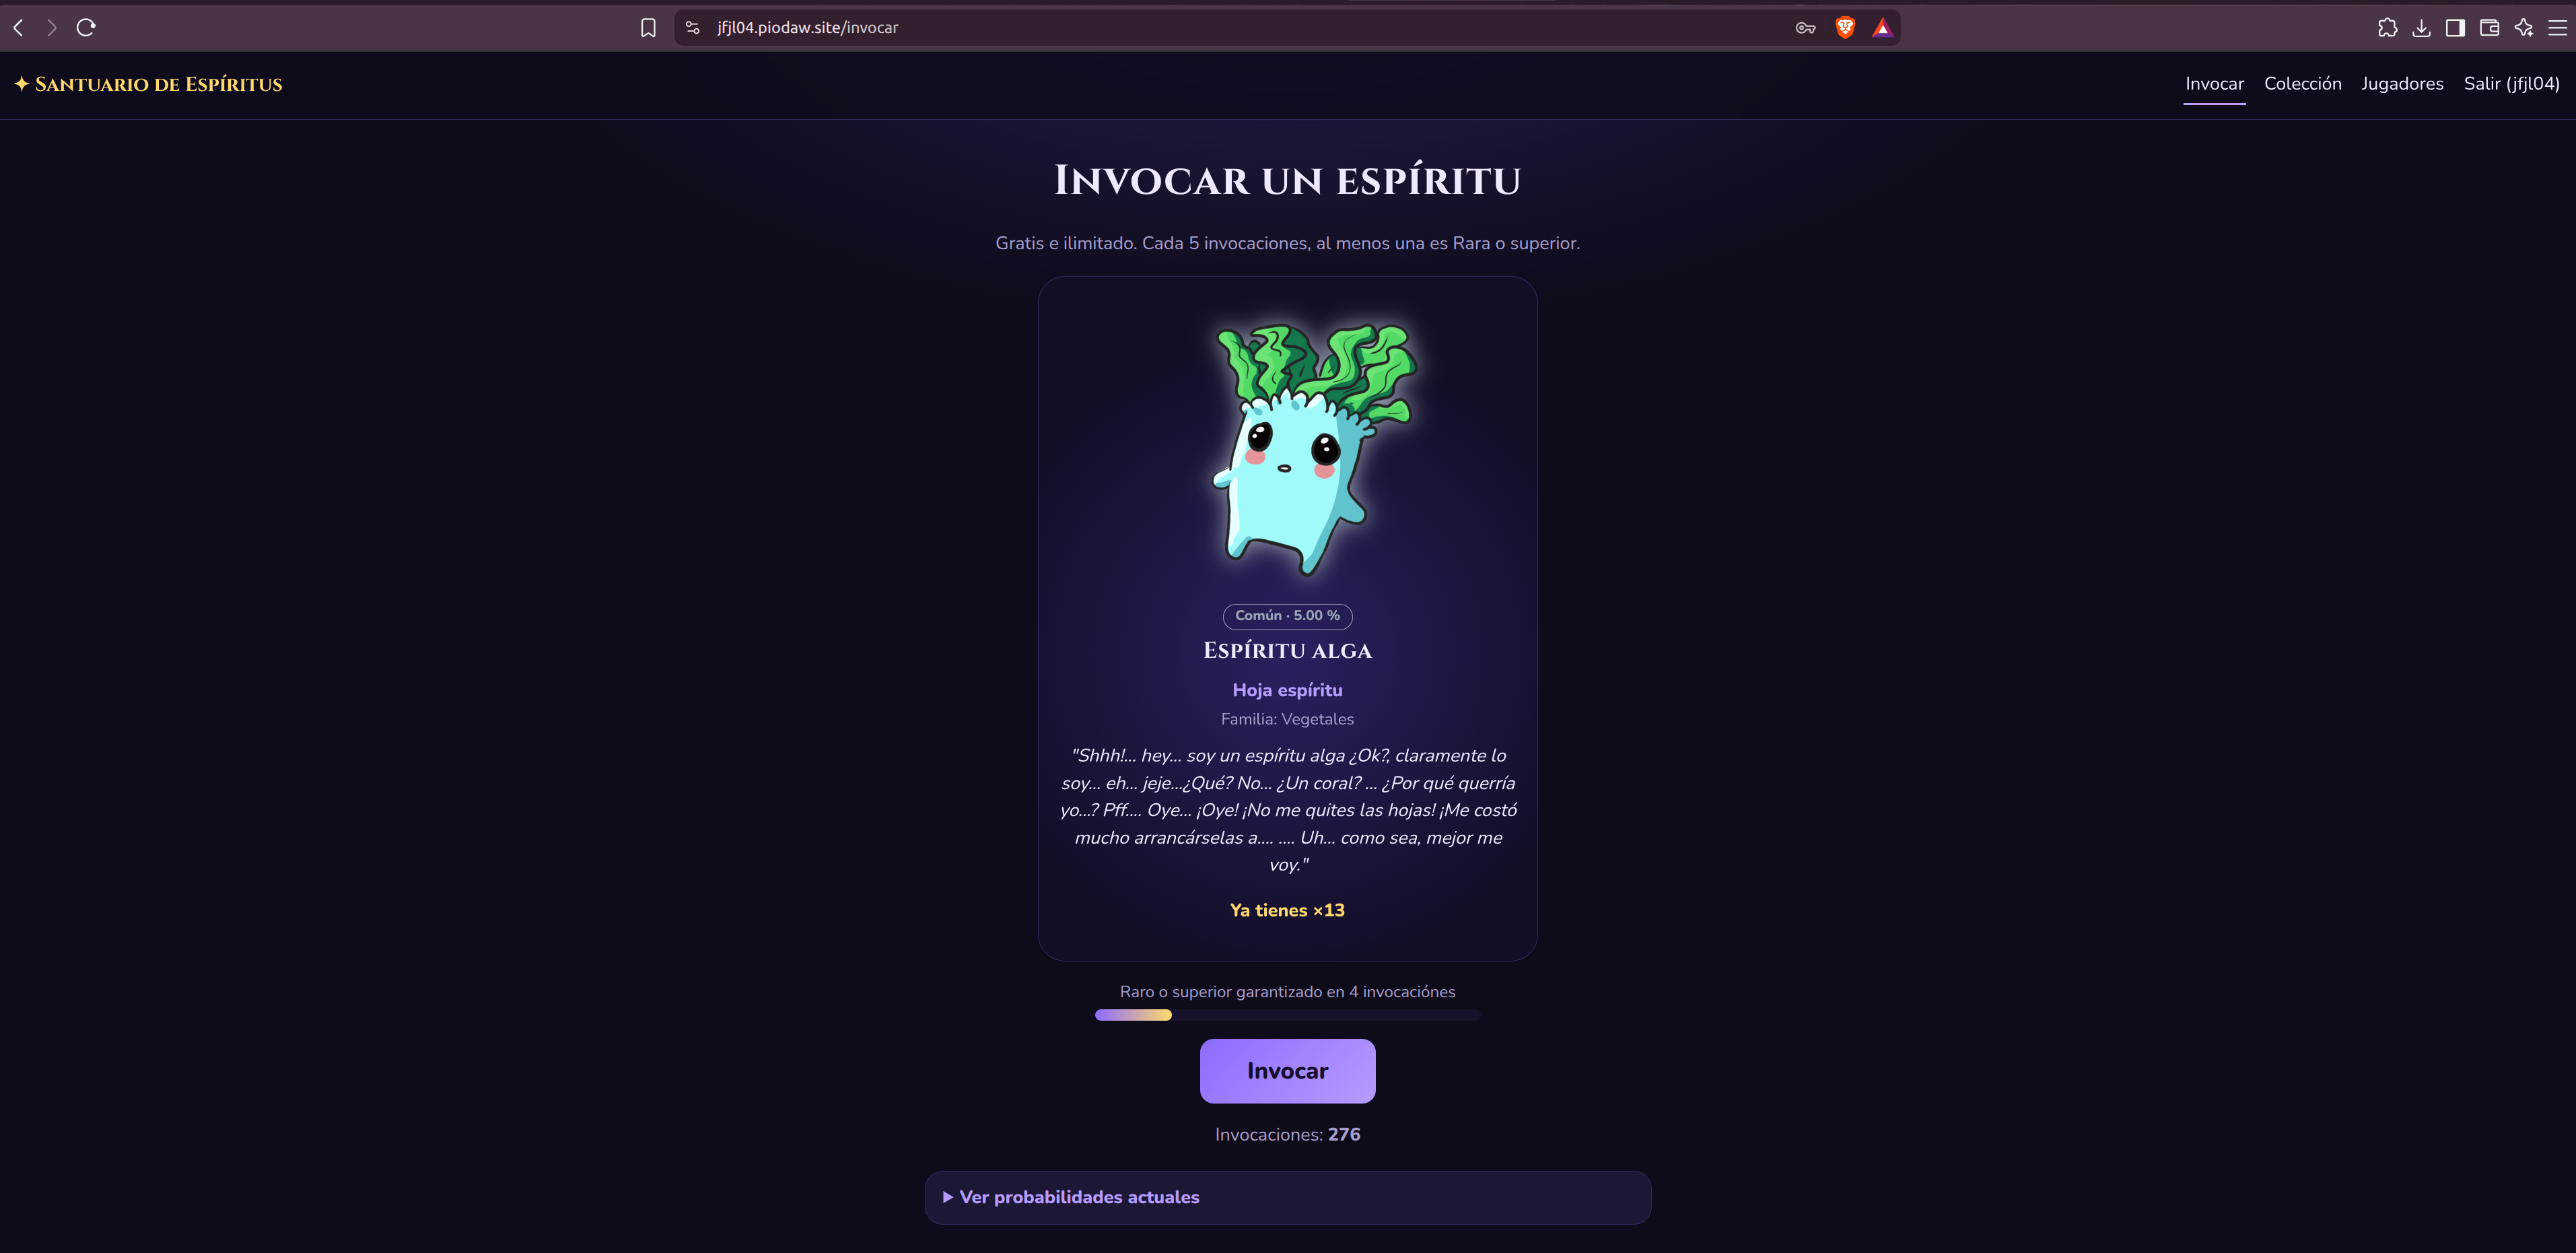 jfjl04.piodaw.site/invocar
✦ Santuario de Espíritus
Invocar Colección Jugadores Salir (jfjl04)
Invocar un espíritu
Gratis e ilimitado. Cada 5 invocaciones, al menos una es Rara o superior.
Común · 5.00 %
Espíritu alga
Hoja espíritu
Familia: Vegetales
"Shhh!... hey... soy un espíritu alga ¿Ok?, claramente lo
soy... eh... jeje...¿Qué? No... ¿Un coral? ... ¿Por qué querría
yo...? Pff.... Oye... ¡Oye! ¡No me quites las hojas! ¡Me costó
mucho arrancárselas a.... .... Uh... como sea, mejor me
voy."
Ya tienes ×13
Raro o superior garantizado en 4 invocaciónes
Invocar
Invocaciones: 276
▶ Ver probabilidades actuales